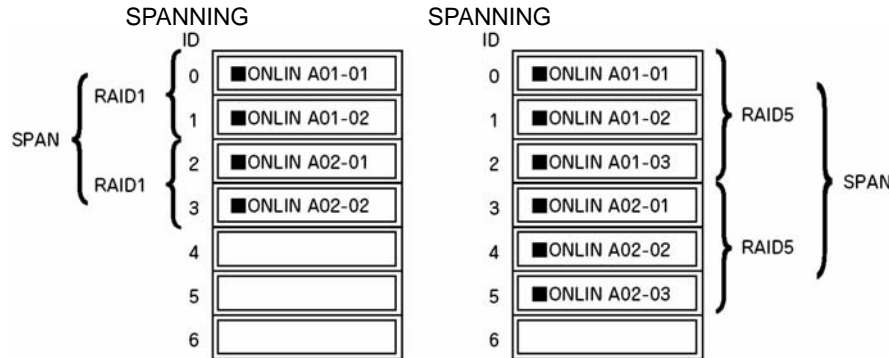 SPANNING
ID
SPAN
RAID1
RAID1
0 ■ONLIN A01-01
1 ■ONLIN A01-02
2 ■ONLIN A02-01
3 ■ONLIN A02-02
4
5
6
SPANNING
ID
0 ■ONLIN A01-01
1 ■ONLIN A01-02
2 ■ONLIN A01-03
3 ■ONLIN A02-01
4 ■ONLIN A02-02
5 ■ONLIN A02-03
6
RAID5
RAID5
SPAN